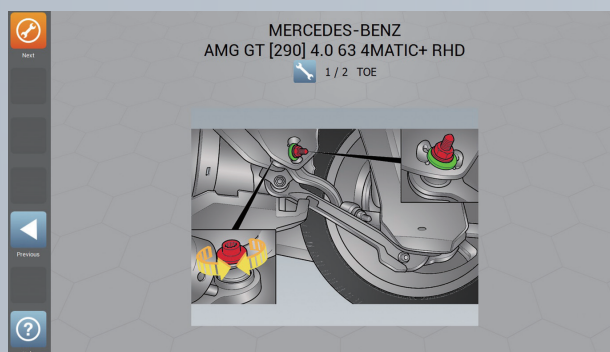 MERCEDES-BENZ
AMG GT [290] 4.0 63 4MATIC+ RHD
1 / 2 TOE
Next
Previous